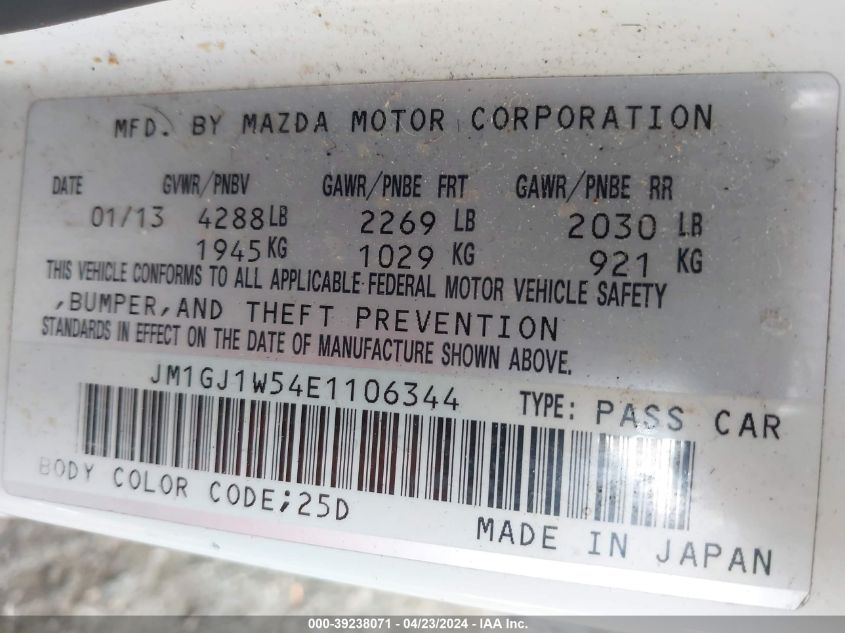 MFD. BY MAZDA MOTOR CORPORATION
DATE GVWR/PNBV GAWR/PNBE FRT GAWR/PNBE RR
01/13 4288LB 2269 LB 2030 LB
1945KG 1029 KG 921 KG
THIS VEHICLE CONFORMS TO ALL APPLICABLE FEDERAL MOTOR VEHICLE SAFETY
,BUMPER,AND THEFT PREVENTION
STANDARDS IN EFFECT ON THE DATE OF MANUFACTURE SHOWN ABOVE.
JM1GJ1W54E1106344 TYPE: PASS CAR
BODY COLOR CODE;25D
MADE IN JAPAN
000-39238071 - 04/23/2024 - IAA Inc.